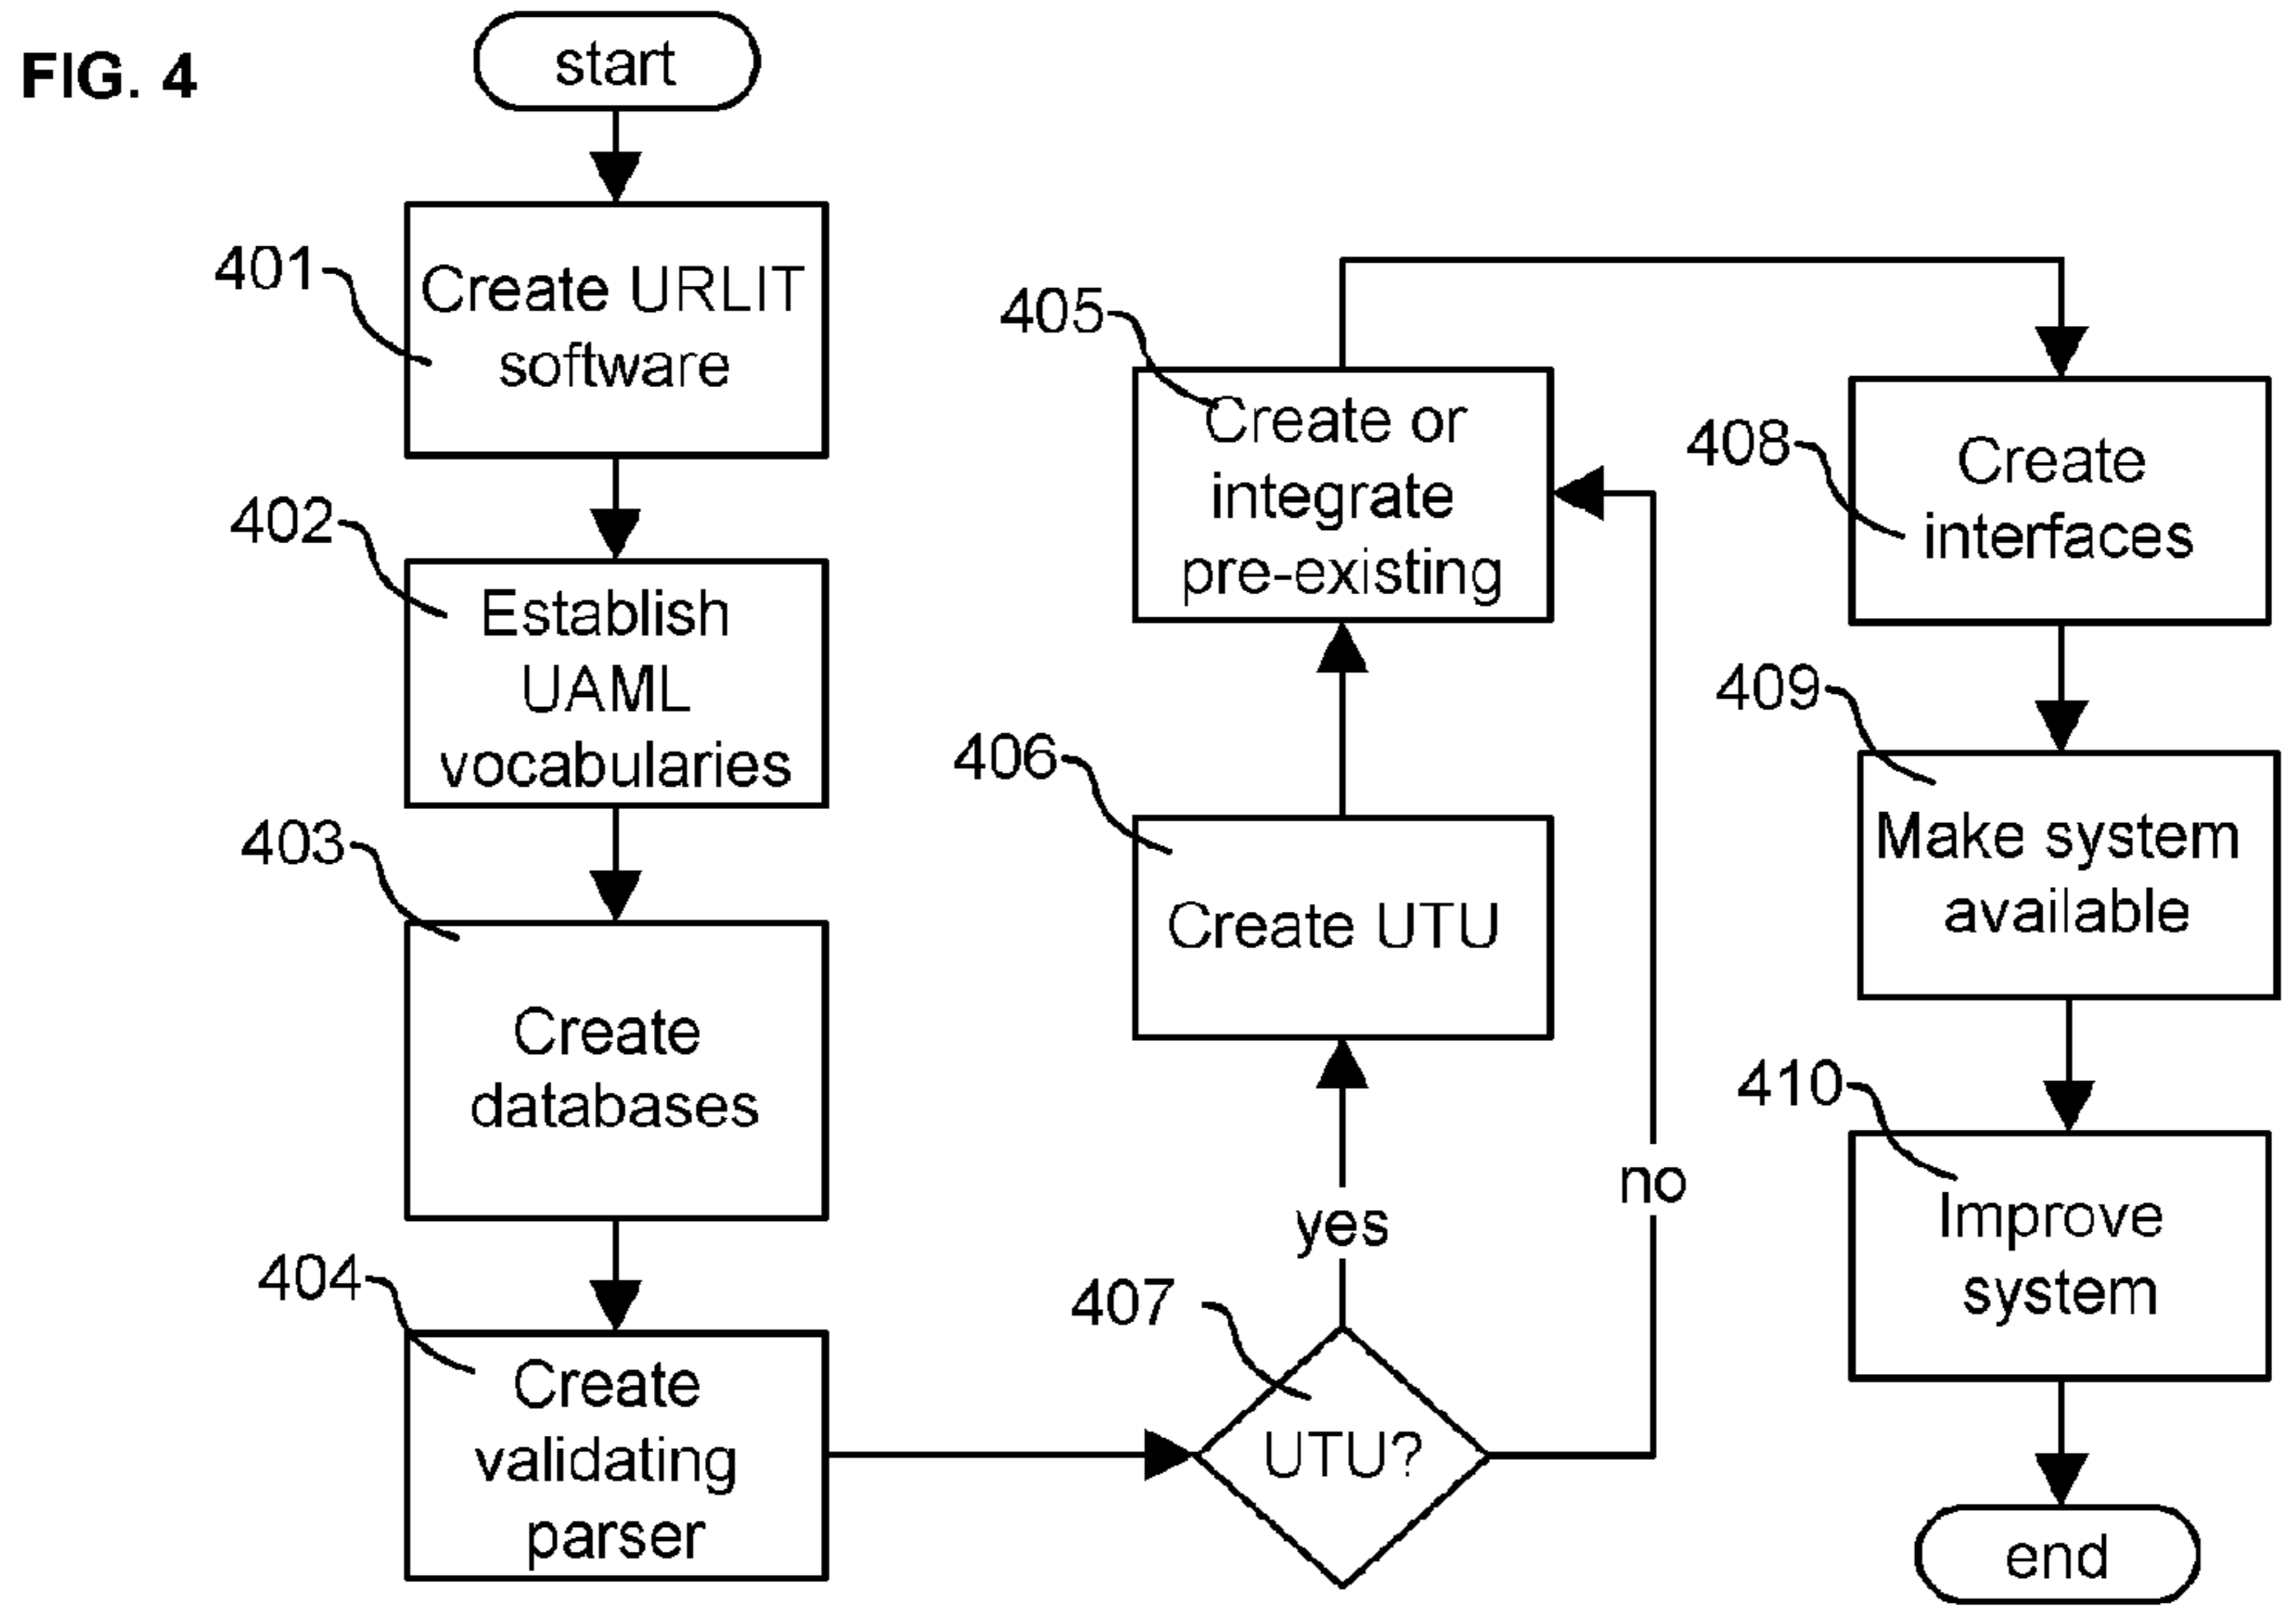 FIG. 4
start
401
Create URLIT
software
402
Establish
UAML
vocabularies
403
Create
databases
404
Create
validating
parser
407
UTU?
yes
no
406
Create UTU
405
Create or
integrate
pre-existing
408
Create
interfaces
409
Make system
available
410
Improve
system
end